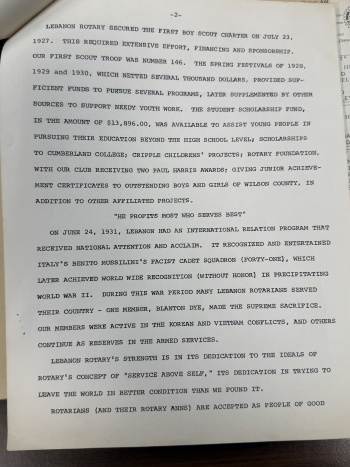 -2-
LEBANON ROTARY SECURED THE FIRST BOY SCOUT CHARTER ON JULY 23,
1927. THIS REQUIRED EXTENSIVE EFFORT, FINANCING AND SPONSORSHIP.
OUR FIRST SCOUT TROOP WAS NUMBER 146. THE SPRING FESTIVALS OF 1928,
1929 and 1930, WHICH NETTED SEVERAL THOUSAND DOLLARS, PROVIDED SUF-
FICIENT FUNDS TO PURSUE SEVERAL PROGRAMS, LATER SUPPLEMENTED BY OTHER
SOURCES TO SUPPORT NEEDY YOUTH WORK. THE STUDENT SCHOLARSHIP FUND,
IN THE AMOUNT OF $13,896.00, WAS AVAILABLE TO ASSIST YOUNG PEOPLE IN
PURSUING THEIR EDUCATION BEYOND THE HIGH SCHOOL LEVEL; SCHOLARSHIPS
TO CUMBERLAND COLLEGE; CRIPPLE CHILDRENS' PROJECTS; ROTARY FOUNDATION,
WITH OUR CLUB RECEIVING TWO PAUL HARRIS AWARDS; GIVING JUNIOR ACHIEVE-
MENT CERTIFICATES TO OUTSTANDING BOYS AND GIRLS OF WILSON COUNTY, IN
ADDITION TO OTHER AFFILIATED PROJECTS.
"HE PROFITS MOST WHO SERVES BEST"
ON JUNE 24, 1931, LEBANON HAD AN INTERNATIONAL RELATION PROGRAM THAT
RECEIVED NATIONAL ATTENTION AND ACCLAIM. IT RECOGNIZED AND ENTERTAINED
ITALY'S BENITO MUSSILINI'S FACIST CADET SQUADRON (FORTY-ONE), WHICH
LATER ACHIEVED WORLD WIDE RECOGNITION (WITHOUT HONOR) IN PRECIPITATING
WORLD WAR II. DURING THIS WAR PERIOD MANY LEBANON ROTARIANS SERVED
THEIR COUNTRY - ONE MEMBER, BLANTON DYE, MADE THE SUPREME SACRIFICE.
OUR MEMBERS WERE ACTIVE IN THE KOREAN AND VIETNAM CONFLICTS, AND OTHERS
CONTINUE AS RESERVES IN THE ARMED SERVICES.
LEBANON ROTARY'S STRENGTH IS IN ITS DEDICATION TO THE IDEALS OF
ROTARY'S CONCEPT OF "SERVICE ABOVE SELF," ITS DEDICATION IN TRYING TO
LEAVE THE WORLD IN BETTER CONDITION THAN WE FOUND IT.
ROTARIANS (AND THEIR ROTARY ANNS) ARE ACCEPTED AS PEOPLE OF GOOD